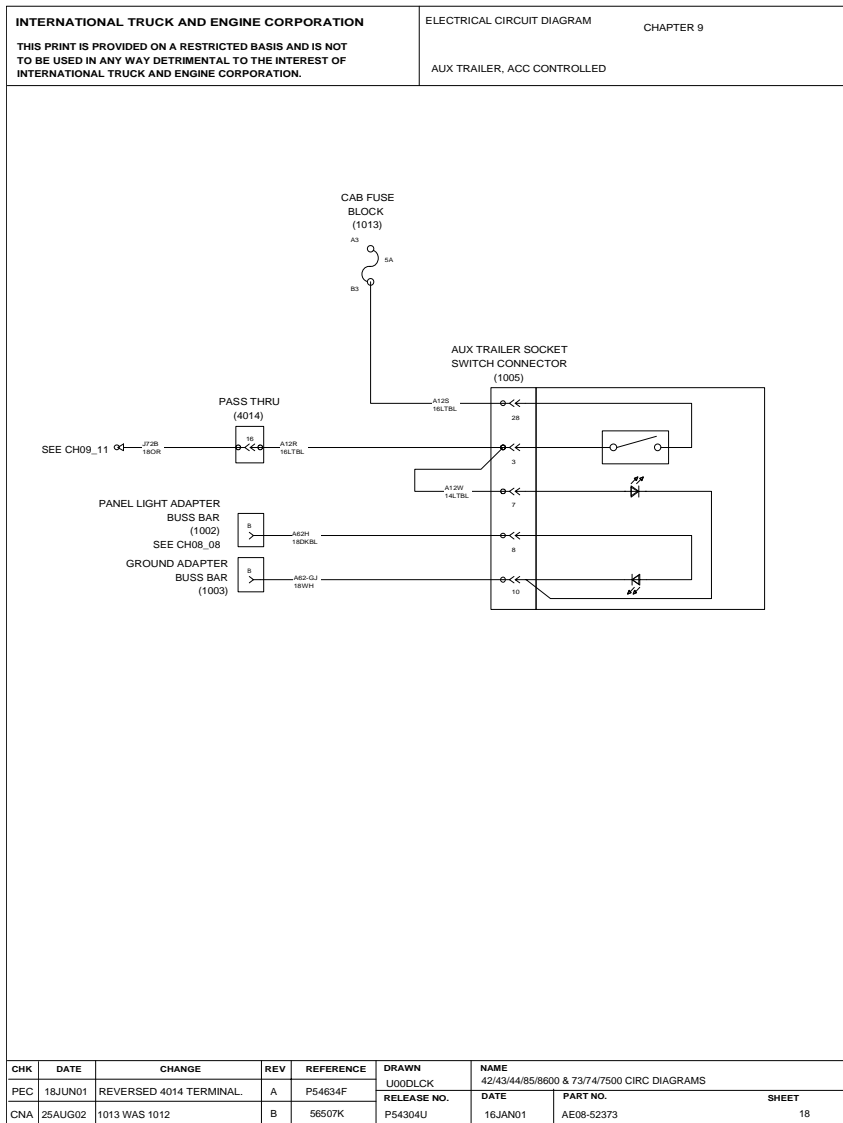 INTERNATIONAL TRUCK AND ENGINE CORPORATION
THIS PRINT IS PROVIDED ON A RESTRICTED BASIS AND IS NOT
TO BE USED IN ANY WAY DETRIMENTAL TO THE INTEREST OF
INTERNATIONAL TRUCK AND ENGINE CORPORATION.
ELECTRICAL CIRCUIT DIAGRAM
CHAPTER 9
AUX TRAILER, ACC CONTROLLED
CAB FUSE
BLOCK
(1013)
A3
5A
B3
AUX TRAILER SOCKET
SWITCH CONNECTOR
(1005)
A12S
16LTBL
28
PASS THRU
(4014)
SEE CH09_11
J72B
18OR
16
A12R
16LTBL
3
A12W
14LTBL
7
PANEL LIGHT ADAPTER
BUSS BAR
(1002)
SEE CH08_08
B
A62H
18DKBL
8
GROUND ADAPTER
BUSS BAR
(1003)
B
A62-GJ
18WH
10
CHK DATE CHANGE REV REFERENCE
PEC 18JUN01 REVERSED 4014 TERMINAL. A P54634F
CNA 25AUG02 1013 WAS 1012 B 56507K
DRAWN
U00DLCK
RELEASE NO.
P54304U
NAME
42/43/44/85/8600 & 73/74/7500 CIRC DIAGRAMS
DATE
16JAN01
PART NO.
AE08-52373
SHEET
18